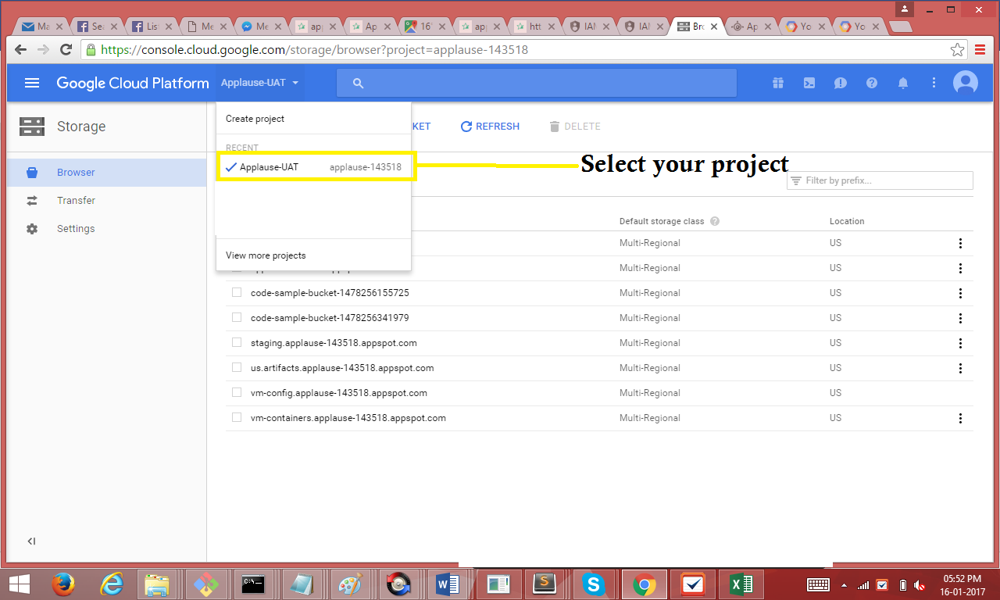 Ma
Sea
Lis
Me
Me
app
Ap
16
app
htt
IAM
IAM
Bro
Ap
Yo
Yo
https://console.cloud.google.com/storage/browser?project=applause-143518
Google Cloud Platform
Applause-UAT
Storage
Create project
KET
REFRESH
DELETE
RECENT
Applause-UAT applause-143518
Select your project
Browser
Filter by prefix...
Transfer
Settings
Default storage class ? Location
Multi-Regional US
View more projects
Multi-Regional US
code-sample-bucket-1478256155725 Multi-Regional US
code-sample-bucket-1478256341979 Multi-Regional US
staging.applause-143518.appspot.com Multi-Regional US
us.artifacts.applause-143518.appspot.com Multi-Regional US
vm-config.applause-143518.appspot.com Multi-Regional US
vm-containers.applause-143518.appspot.com Multi-Regional US
05:52 PM
16-01-2017